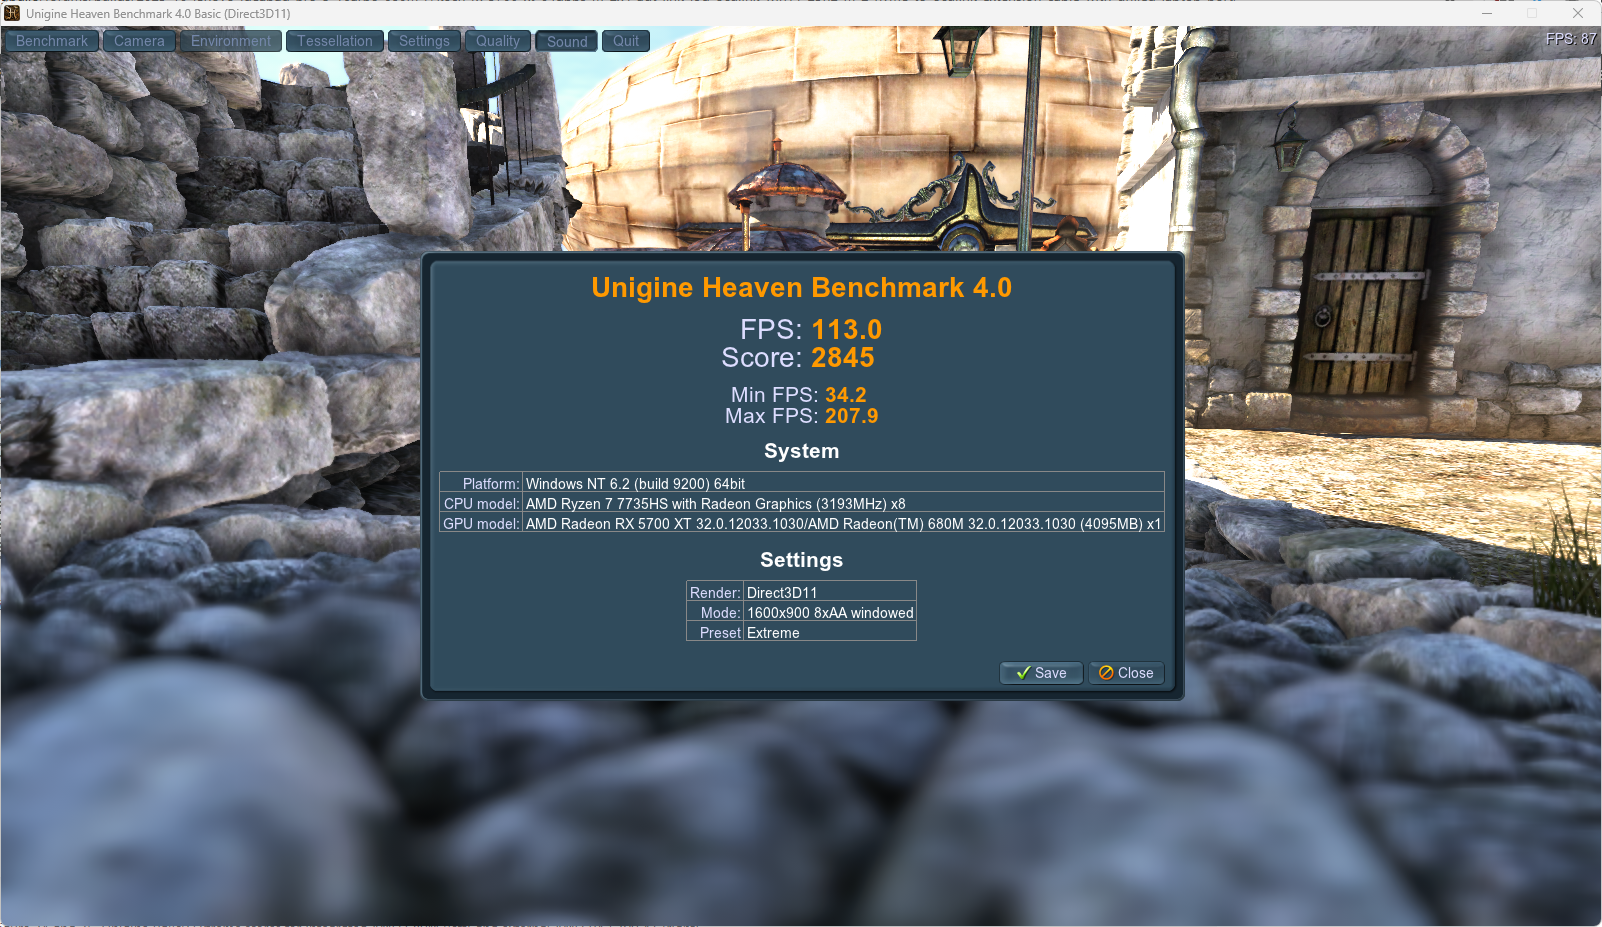 Unigine Heaven Benchmark 4.0 Basic (Direct3D11)
Benchmark Camera Environment Tessellation Settings Quality Sound Quit
FPS: 87
Unigine Heaven Benchmark 4.0
FPS: 113.0
Score: 2845
Min FPS: 34.2
Max FPS: 207.9
System
Platform: Windows NT 6.2 (build 9200) 64bit
CPU model: AMD Ryzen 7 7735HS with Radeon Graphics (3193MHz) x8
GPU model: AMD Radeon RX 5700 XT 32.0.12033.1030/AMD Radeon(TM) 680M 32.0.12033.1030 (4095MB) x1
Settings
Render: Direct3D11
Mode: 1600x900 8xAA windowed
Preset Extreme
Save Close